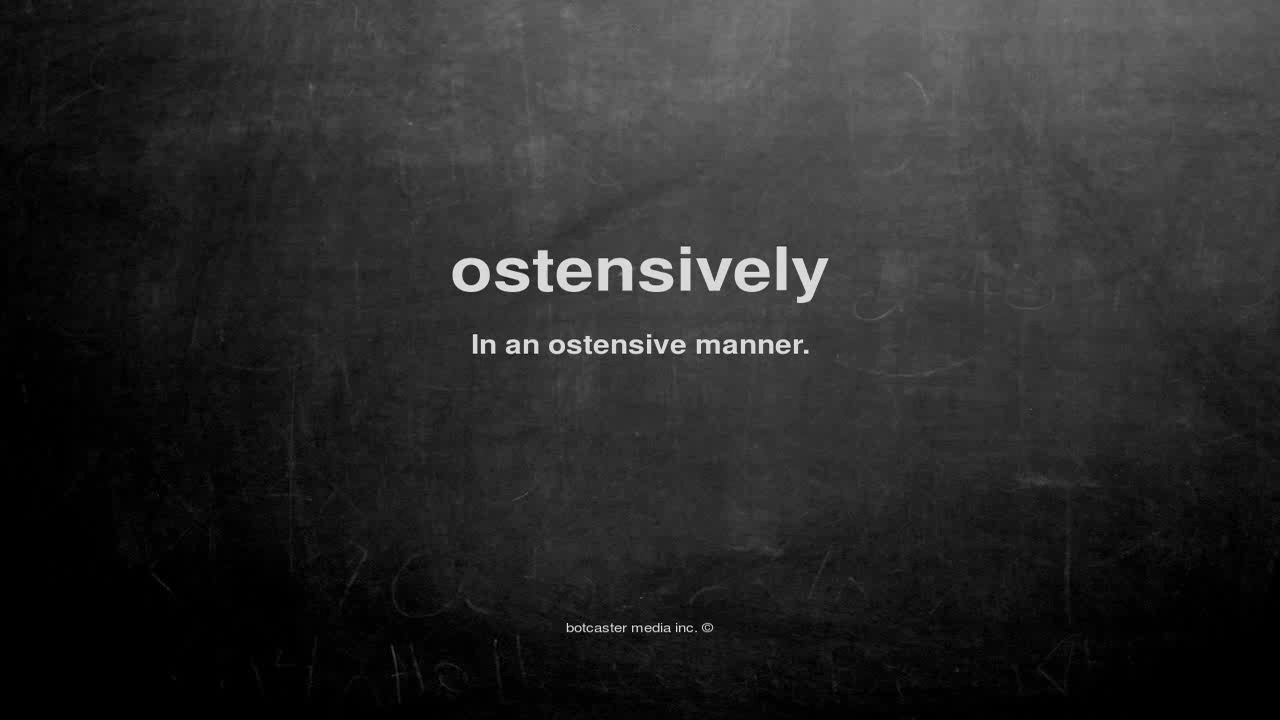 ostensively
In an ostensive manner.
botcaster media inc. ©